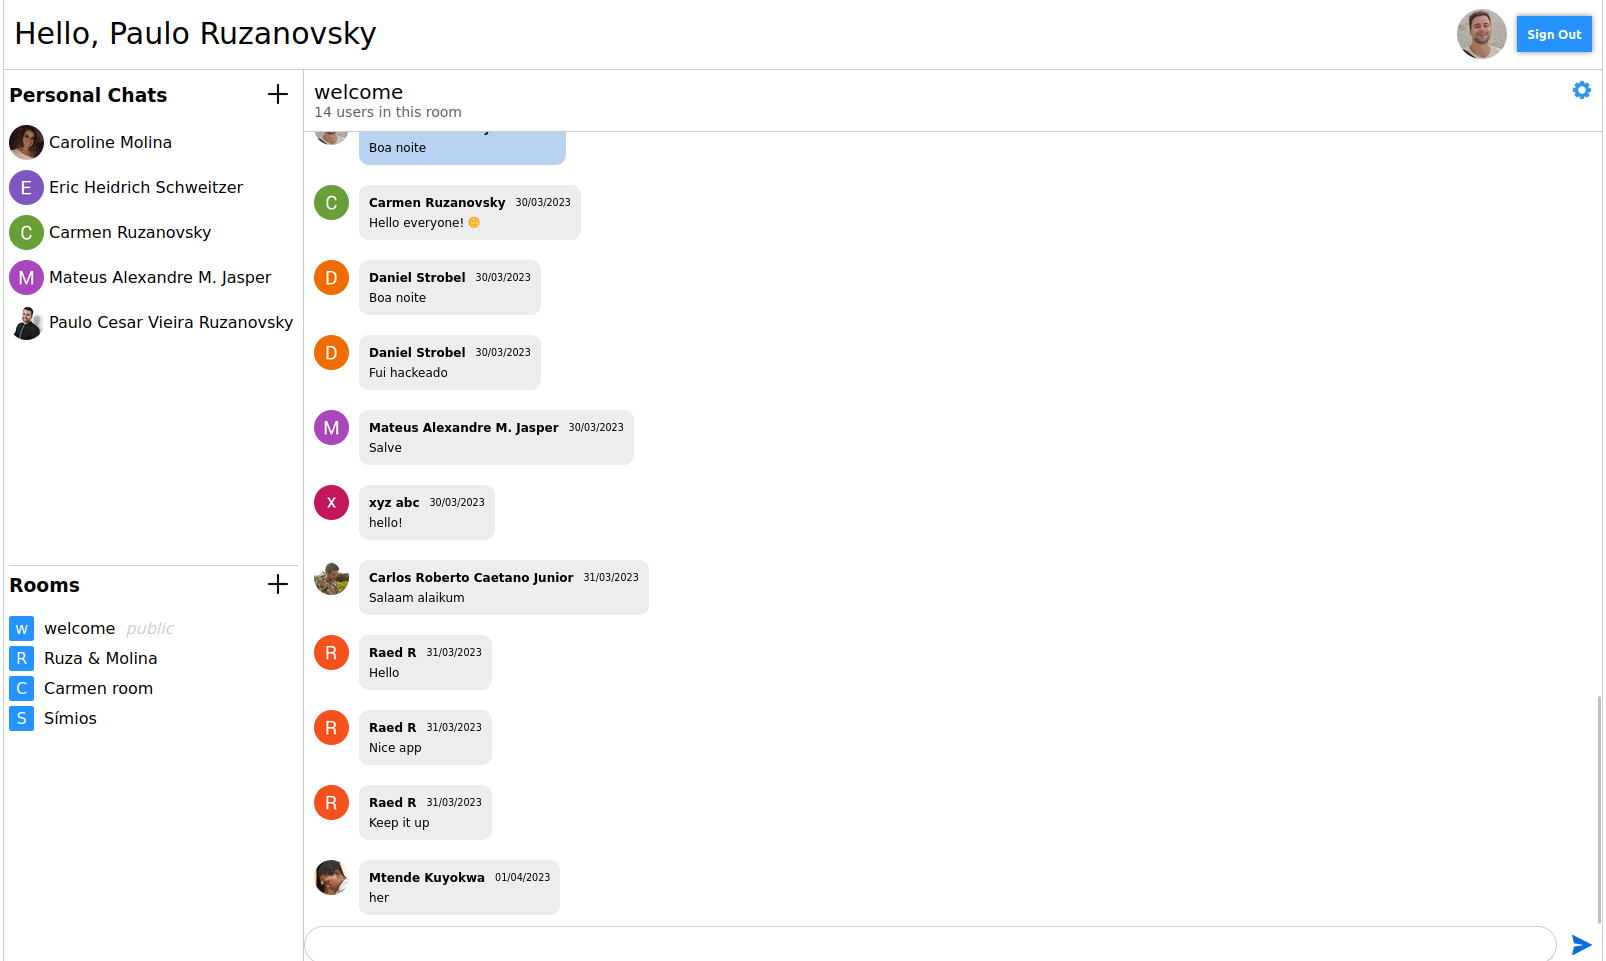 Hello, Paulo Ruzanovsky
Sign Out
Personal Chats
Caroline Molina
E Eric Heidrich Schweitzer
C Carmen Ruzanovsky
M Mateus Alexandre M. Jasper
Paulo Cesar Vieira Ruzanovsky
Rooms
w welcome public
R Ruza & Molina
C Carmen room
S Símios
welcome
14 users in this room
Boa noite
C
Carmen Ruzanovsky 30/03/2023
Hello everyone! 
D
Daniel Strobel 30/03/2023
Boa noite
D
Daniel Strobel 30/03/2023
Fui hackeado
M
Mateus Alexandre M. Jasper 30/03/2023
Salve
x
xyz abc 30/03/2023
hello!
Carlos Roberto Caetano Junior 31/03/2023
Salaam alaikum
R
Raed R 31/03/2023
Hello
R
Raed R 31/03/2023
Nice app
R
Raed R 31/03/2023
Keep it up
Mtende Kuyokwa 01/04/2023
her